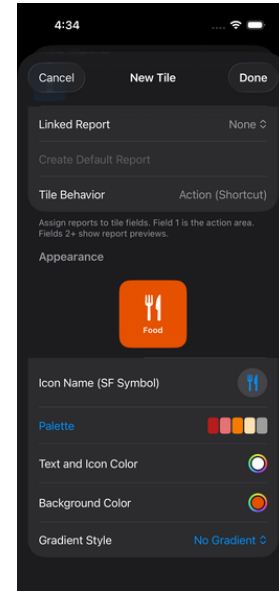 4:34
Cancel New Tile Done
Linked Report None
Create Default Report
Tile Behavior Action (Shortcut)
Assign reports to tile fields. Field 1 is the action area.
Fields 2+ show report previews.
Appearance
Food
Icon Name (SF Symbol)
Palette
Text and Icon Color
Background Color
Gradient Style No Gradient